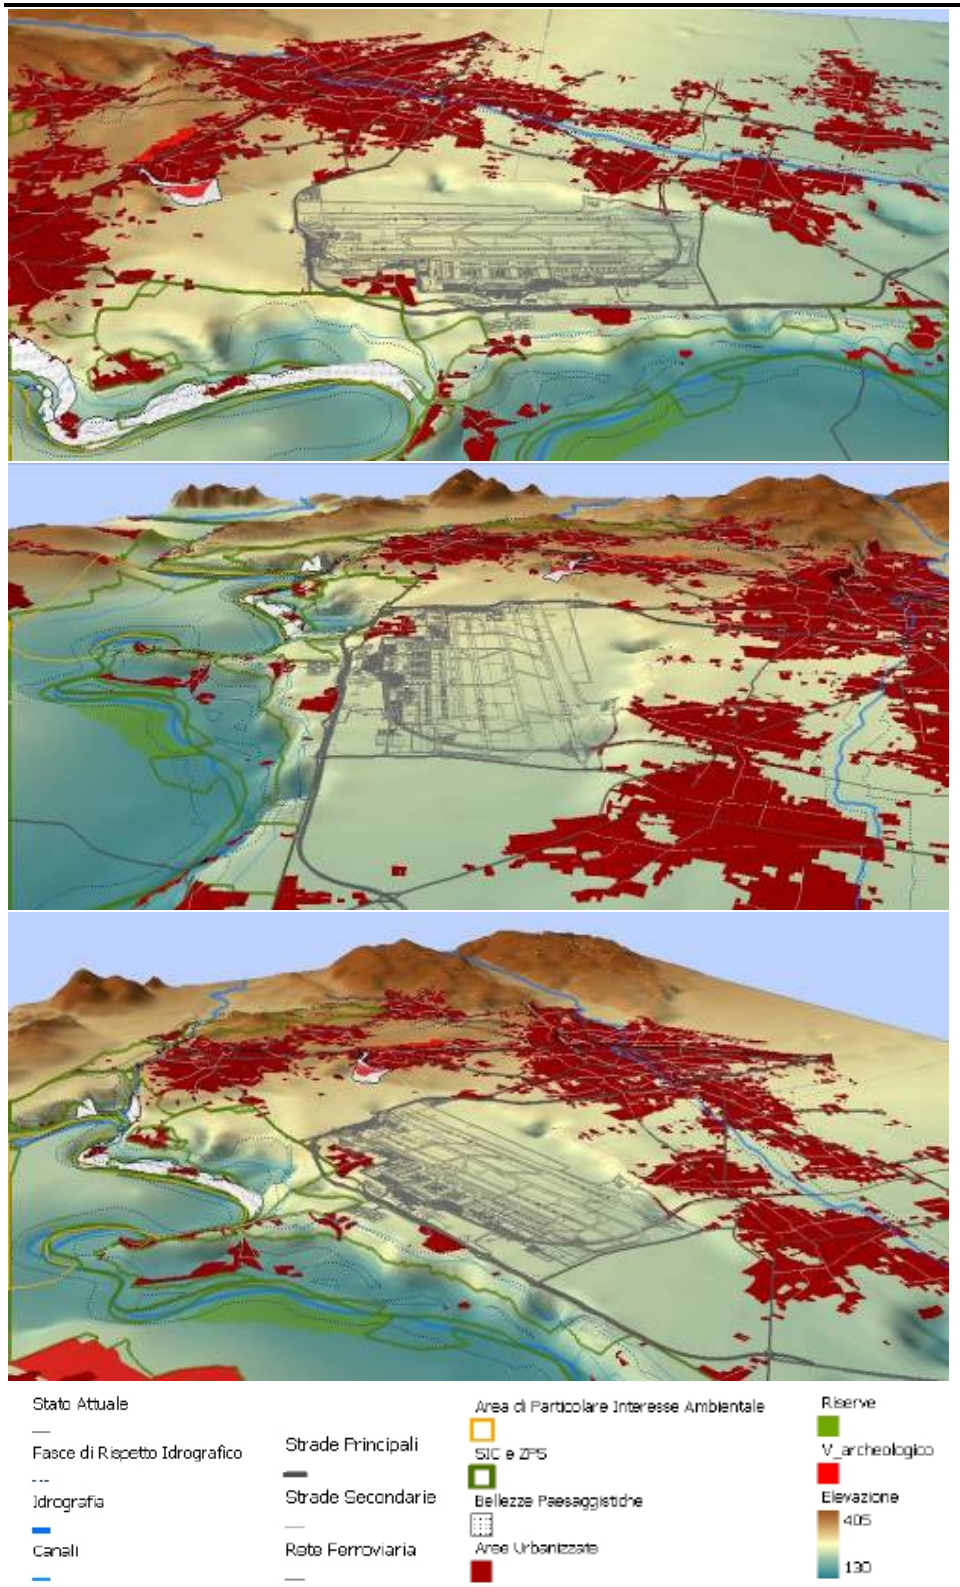 Stato Attuale
Fasce di Rispetto Idrografico
Idrografia
Canali
Strade Principali
Strade Secondarie
Rete Ferroviaria
Area di Particolare Interesse Ambientale
SIC e ZPS
Bellezze Paesaggistiche
Aree Urbanizzate
Riserve
V_archeologico
Elevazione
405
130